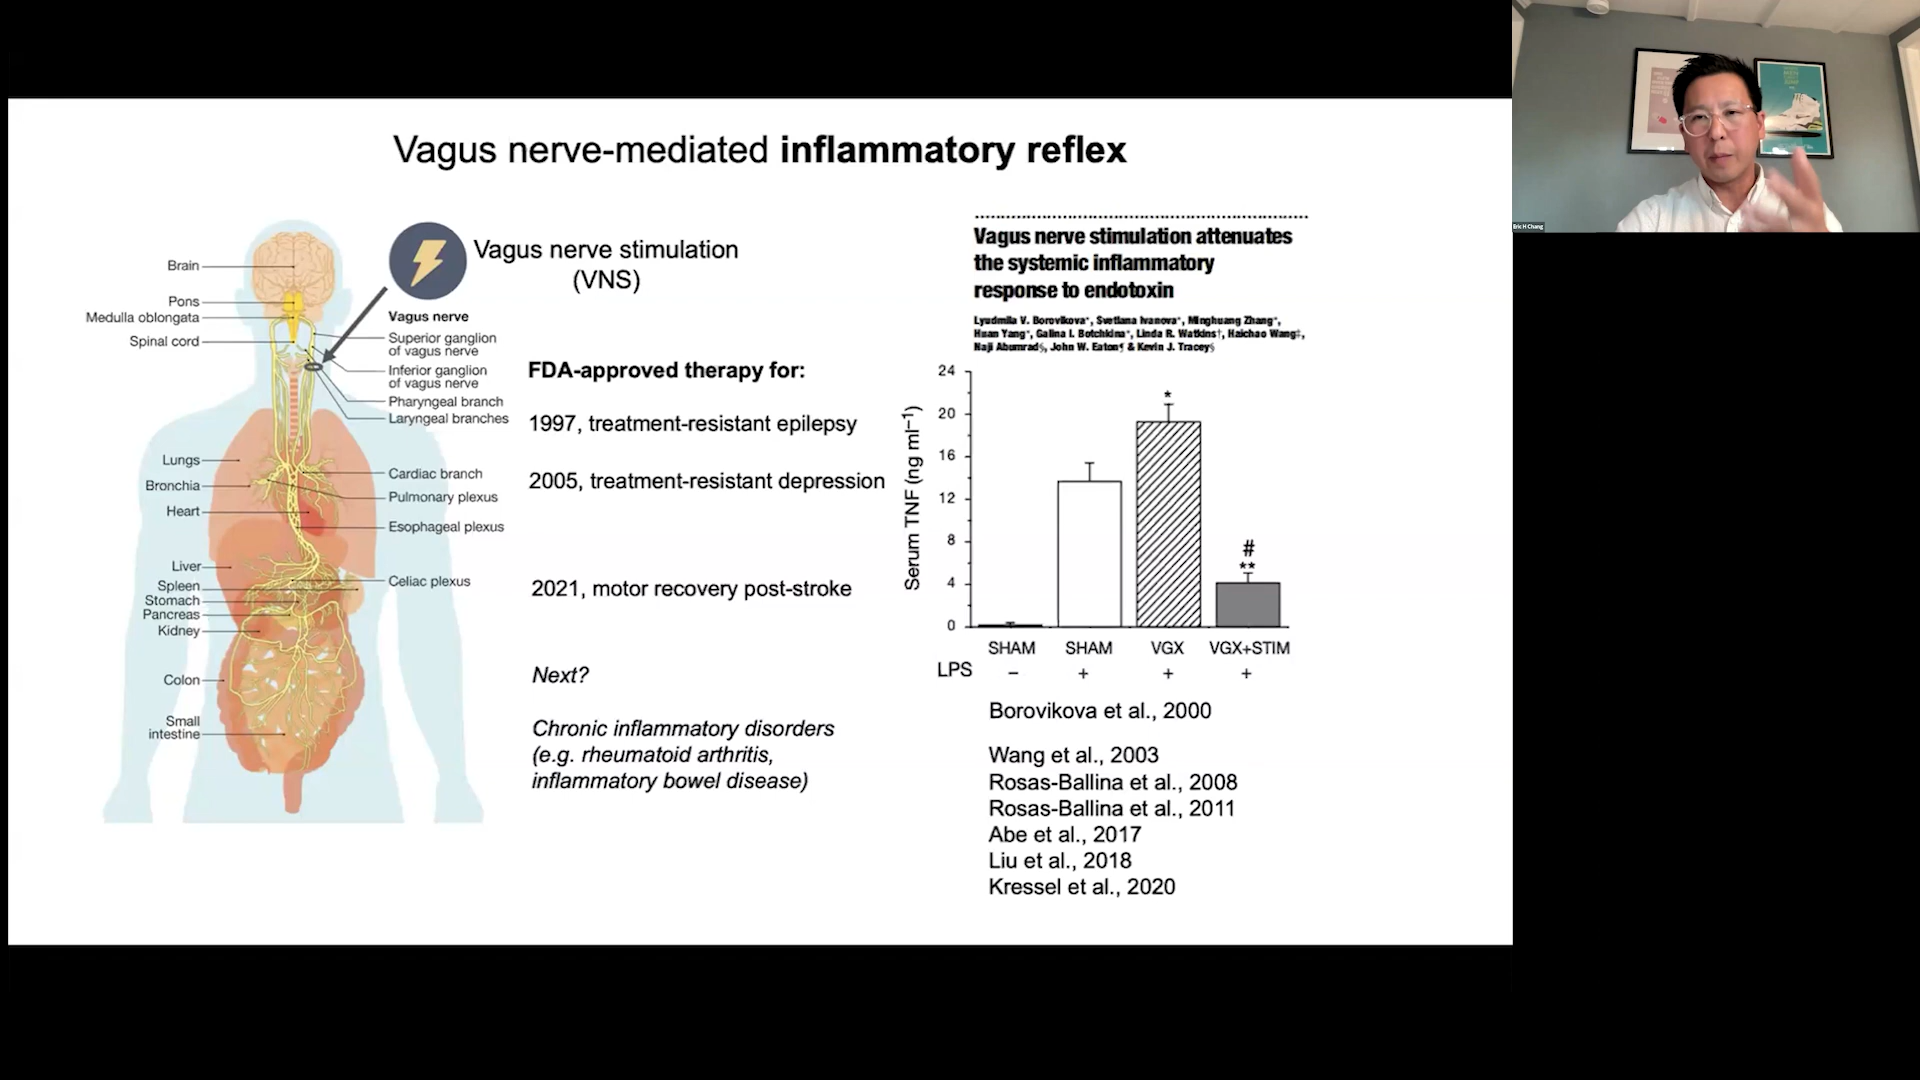 Vagus nerve-mediated inflammatory reflex
Vagus nerve stimulation
(VNS)
Brain
Pons
Medulla oblongata
Spinal cord
Lungs
Bronchia
Heart
Liver
Spleen
Stomach
Pancreas
Kidney
Colon
Small
intestine
Vagus nerve
Superior ganglion
of vagus nerve
Inferior ganglion
of vagus nerve
Pharyngeal branch
Laryngeal branches
Cardiac branch
Pulmonary plexus
Esophageal plexus
Celiac plexus
FDA-approved therapy for:
1997, treatment-resistant epilepsy
2005, treatment-resistant depression
2021, motor recovery post-stroke
Next?
Chronic inflammatory disorders
(e.g. rheumatoid arthritis,
inflammatory bowel disease)
Vagus nerve stimulation attenuates
the systemic inflammatory
response to endotoxin
Lyudmila V. Borovikova*, Svetlana Ivanova*, Minghuang Zhang*,
Huan Yang*, Galina I. Botchkina*, Linda R. Watkins†, Haichao Wang‡,
Naji Abumrad§, John W. Eaton¶ & Kevin J. Tracey§
Serum TNF (ng ml⁻¹)
24
20
16
12
8
4
0
*
#
**
SHAM SHAM VGX VGX+STIM
LPS − + + +
Borovikova et al., 2000
Wang et al., 2003
Rosas-Ballina et al., 2008
Rosas-Ballina et al., 2011
Abe et al., 2017
Liu et al., 2018
Kressel et al., 2020
Eric H Chang